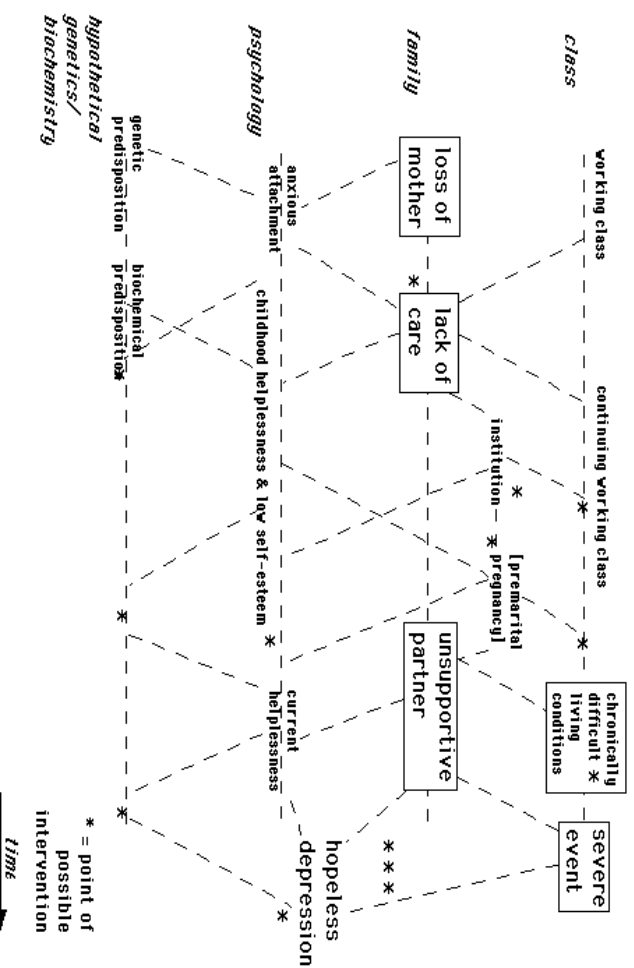 class
working class
continuing working class
chronically
difficult *
living
conditions
severe
event
family
loss of
mother
*
lack of
care
institution
*
*
*
[premarital
pregnancy]
*
unsupportive
partner
* * *
psychology
anxious
attachment
childhood helplessness & low self-esteem
*
current
helplessness
hopeless
depression
*
hypothetical
genetics/
biochemistry
genetic
predisposition
biochemical
predisposition
*
*
*
* = point of
possible
intervention
time